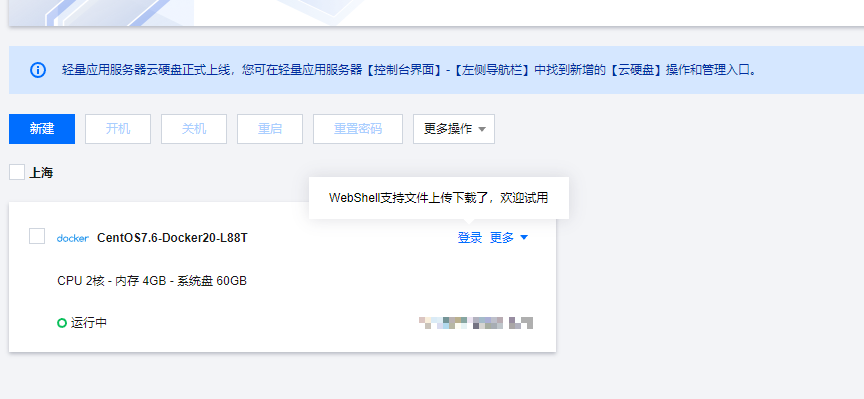 轻量应用服务器云硬盘正式上线，您可在轻量应用服务器【控制台界面】-【左侧导航栏】中找到新增的【云硬盘】操作和管理入口。
新建 开机 关机 重启 重置密码 更多操作
上海
WebShell支持文件上传下载了，欢迎试用
docker CentOS7.6-Docker20-L88T 登录 更多
CPU 2核 - 内存 4GB - 系统盘 60GB
运行中